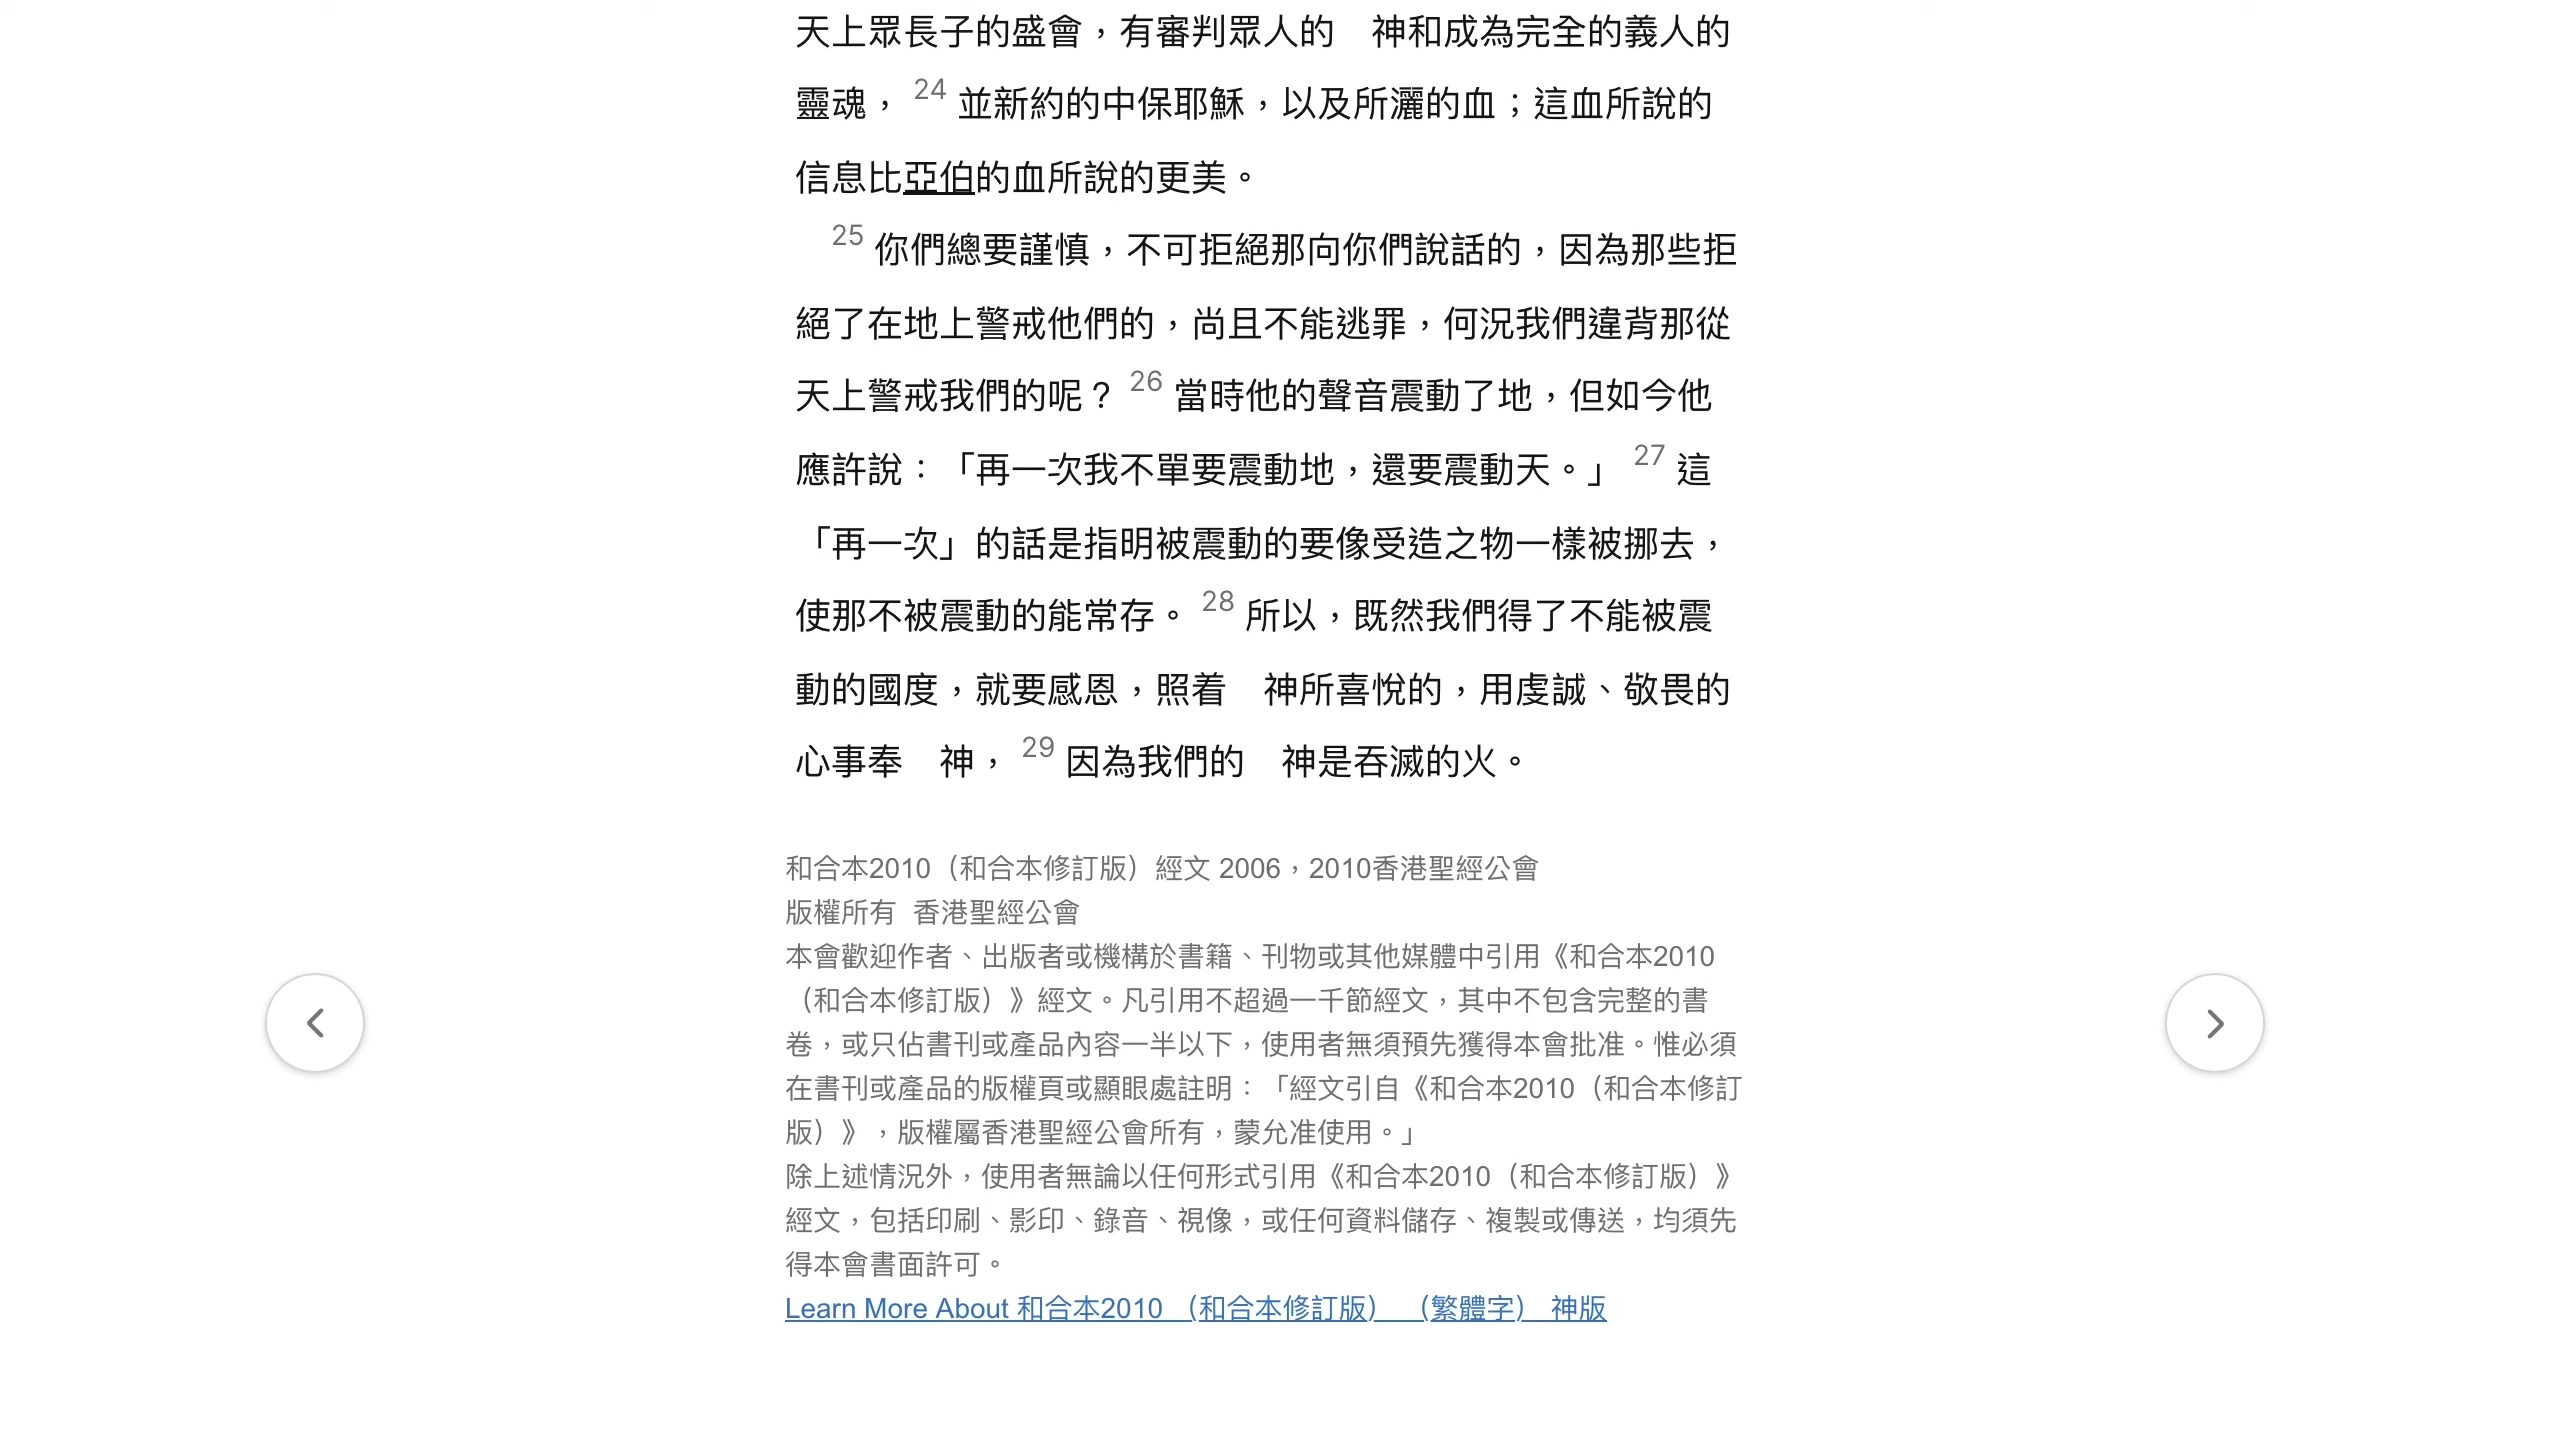 天上眾長子的盛會，有審判眾人的　神和成為完全的義人的
靈魂， 24 並新約的中保耶穌，以及所灑的血；這血所說的
信息比亞伯的血所說的更美。
25 你們總要謹慎，不可拒絕那向你們說話的，因為那些拒
絕了在地上警戒他們的，尚且不能逃罪，何況我們違背那從
天上警戒我們的呢？ 26 當時他的聲音震動了地，但如今他
應許說：「再一次我不單要震動地，還要震動天。」 27 這
「再一次」的話是指明被震動的要像受造之物一樣被挪去，
使那不被震動的能常存。 28 所以，既然我們得了不能被震
動的國度，就要感恩，照着　神所喜悅的，用虔誠、敬畏的
心事奉　神， 29 因為我們的　神是吞滅的火。
和合本2010（和合本修訂版）經文 2006，2010香港聖經公會
版權所有 香港聖經公會
本會歡迎作者、出版者或機構於書籍、刊物或其他媒體中引用《和合本2010
（和合本修訂版）》經文。凡引用不超過一千節經文，其中不包含完整的書
卷，或只佔書刊或產品內容一半以下，使用者無須預先獲得本會批准。惟必須
在書刊或產品的版權頁或顯眼處註明：「經文引自《和合本2010（和合本修訂
版）》，版權屬香港聖經公會所有，蒙允准使用。」
除上述情況外，使用者無論以任何形式引用《和合本2010（和合本修訂版）》
經文，包括印刷、影印、錄音、視像，或任何資料儲存、複製或傳送，均須先
得本會書面許可。
Learn More About 和合本2010 （和合本修訂版） （繁體字） 神版